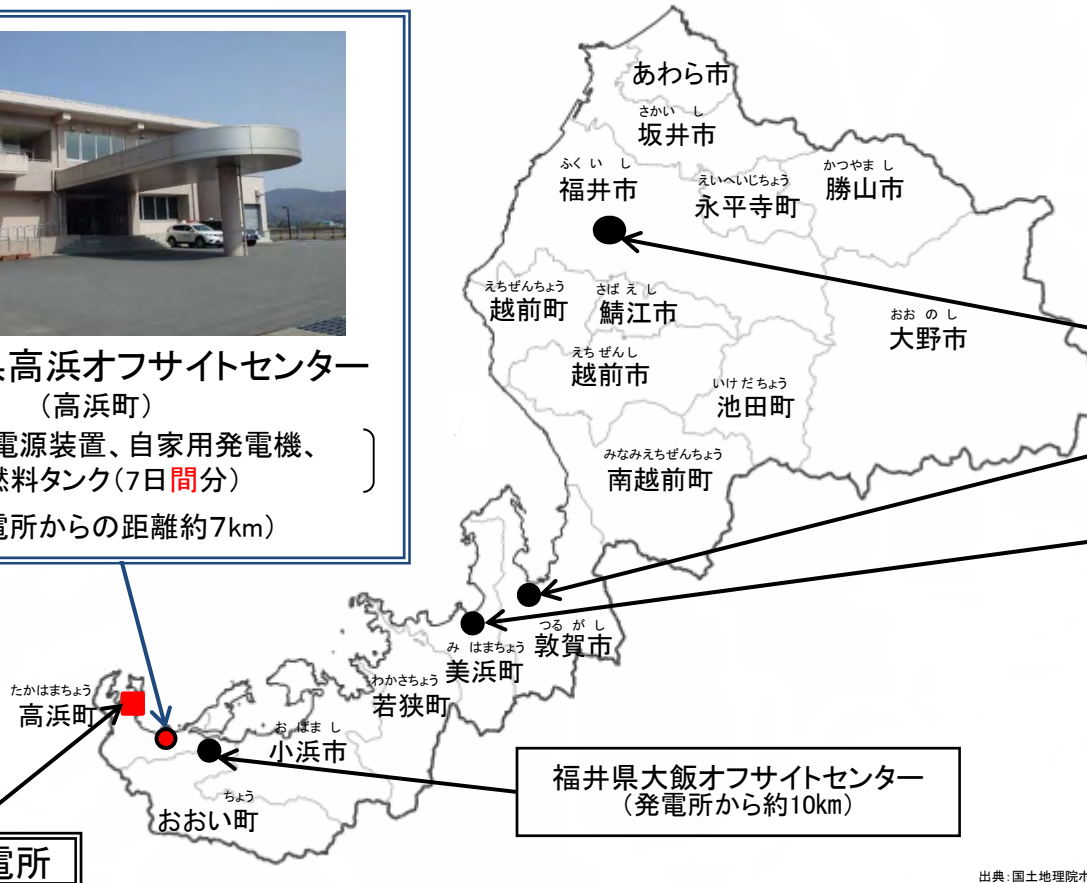 県高浜オフサイトセンター
（高浜町）
電源装置、自家用発電機、
燃料タンク（7日間分）
電所からの距離約7km）
あわら市
さかい し
坂井市
ふく い し
福井市
えいへいじちょう
永平寺町
かつやま し
勝山市
えちぜんちょう
越前町
さば え し
鯖江市
おお の し
大野市
えち ぜんし
越前市
いけ だ ちょう
池田町
みなみえちぜんちょう
南越前町
つる が し
敦賀市
み はまちょう
美浜町
わかさちょう
若狭町
たかはまちょう
高浜町
お ばま し
小浜市
ちょう
おおい町
福井県大飯オフサイトセンター
（発電所から約10km）
電所
出典：国土地理院ホ